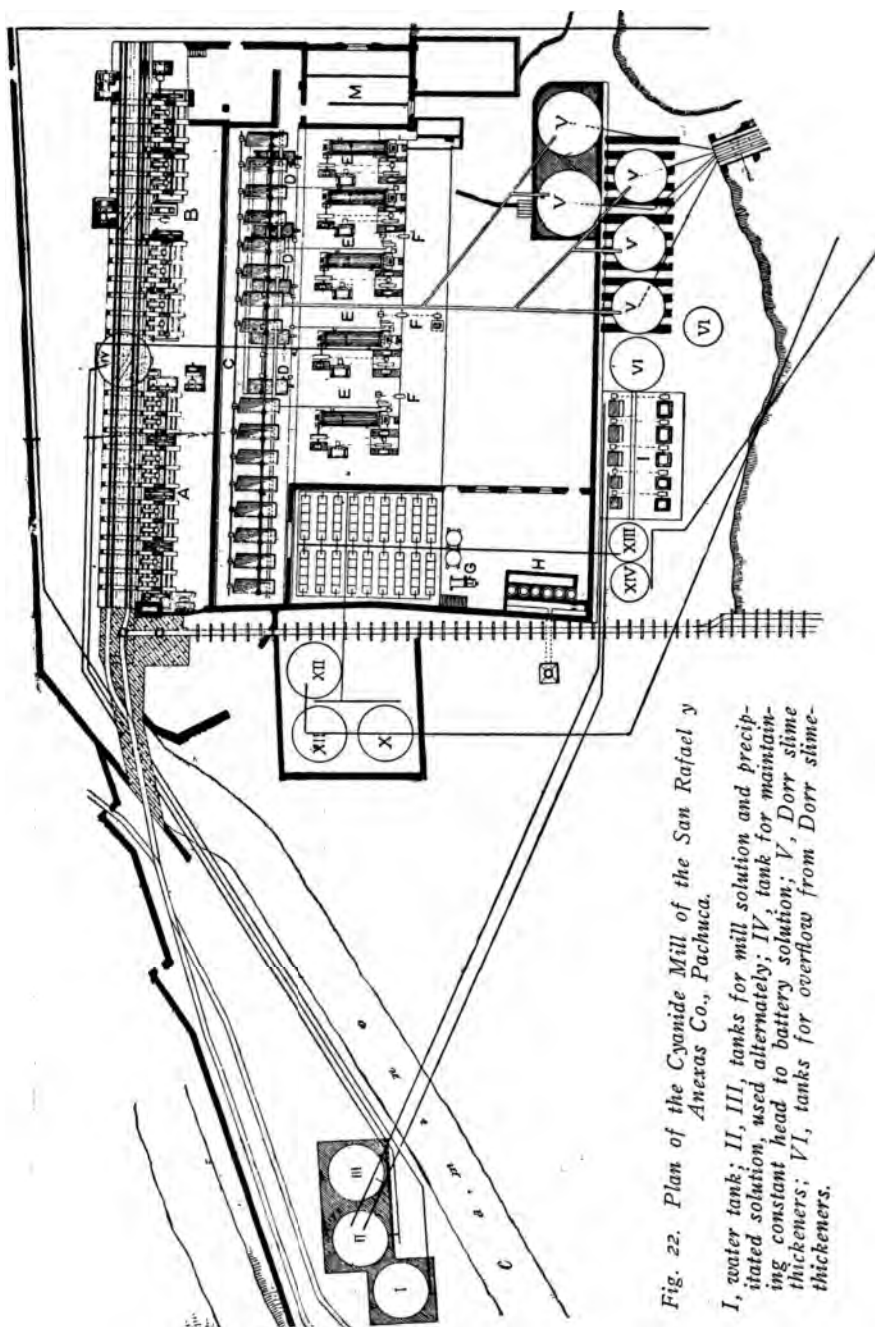 Fig. 22. Plan of the Cyanide Mill of the San Rafael y
Anexas Co., Pachuca.
I, water tank; II, III, tanks for mill solution and precip-
itated solution, used alternately; IV, tank for maintain-
ing constant head to battery solution; V, Dorr slime
thickeners; VI, tanks for overflow from Dorr slime-
thickeners.
A
B
C
D
D
D
D
E
E
E
E
E
F
F
F
G
H
I
M
I
II
III
IV
V
V
V
V
V
VI
VI
X
XII
XIII
XIV